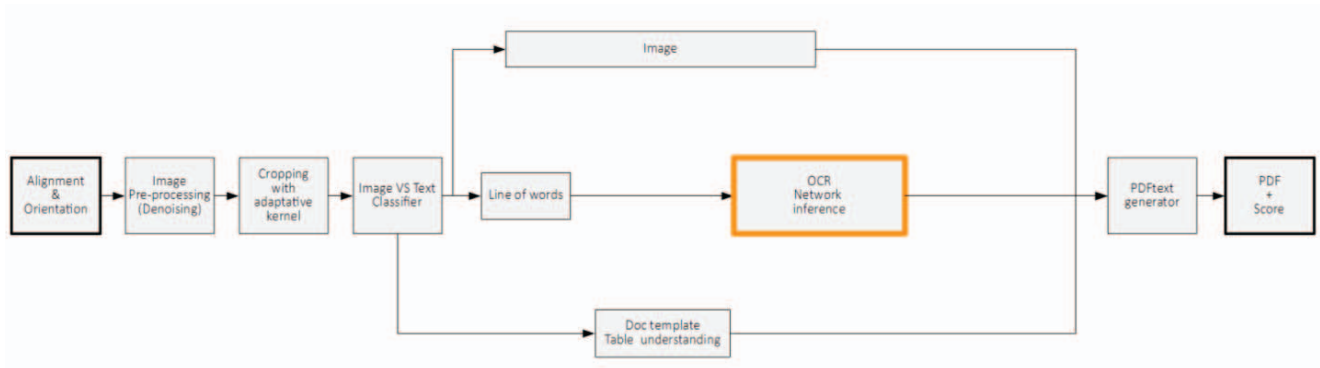 Image
Alignment
&
Orientation
Image
Pre-processing
(Denoising)
Cropping
with
adaptative
kernel
Image VS Text
Classifier
Line of words
OCR
Network
inference
PDFtext
generator
PDF
+
Score
Doc template
Table understanding